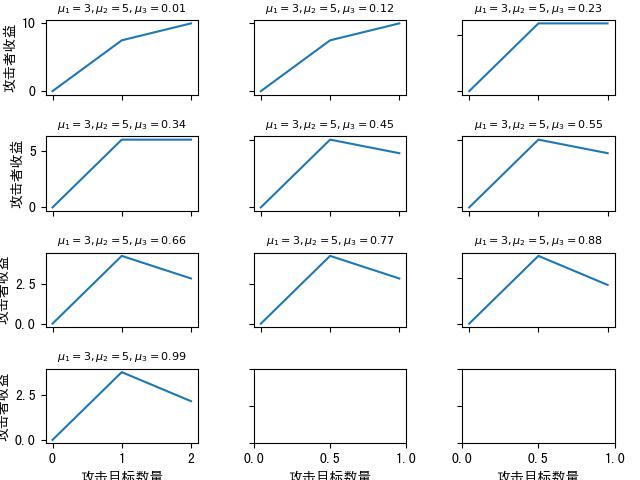 μ₁ = 3, μ₂ = 5, μ₃ = 0.01
μ₁ = 3, μ₂ = 5, μ₃ = 0.12
μ₁ = 3, μ₂ = 5, μ₃ = 0.23
攻击者收益
10
0
μ₁ = 3, μ₂ = 5, μ₃ = 0.34
μ₁ = 3, μ₂ = 5, μ₃ = 0.45
μ₁ = 3, μ₂ = 5, μ₃ = 0.55
攻击者收益
5
0
μ₁ = 3, μ₂ = 5, μ₃ = 0.66
μ₁ = 3, μ₂ = 5, μ₃ = 0.77
μ₁ = 3, μ₂ = 5, μ₃ = 0.88
攻击者收益
2.5
0.0
μ₁ = 3, μ₂ = 5, μ₃ = 0.99
攻击者收益
2.5
0.0
0 1 2
0.0 0.5 1.0
0.0 0.5 1.0
攻击目标数量
攻击目标数量
攻击目标数量